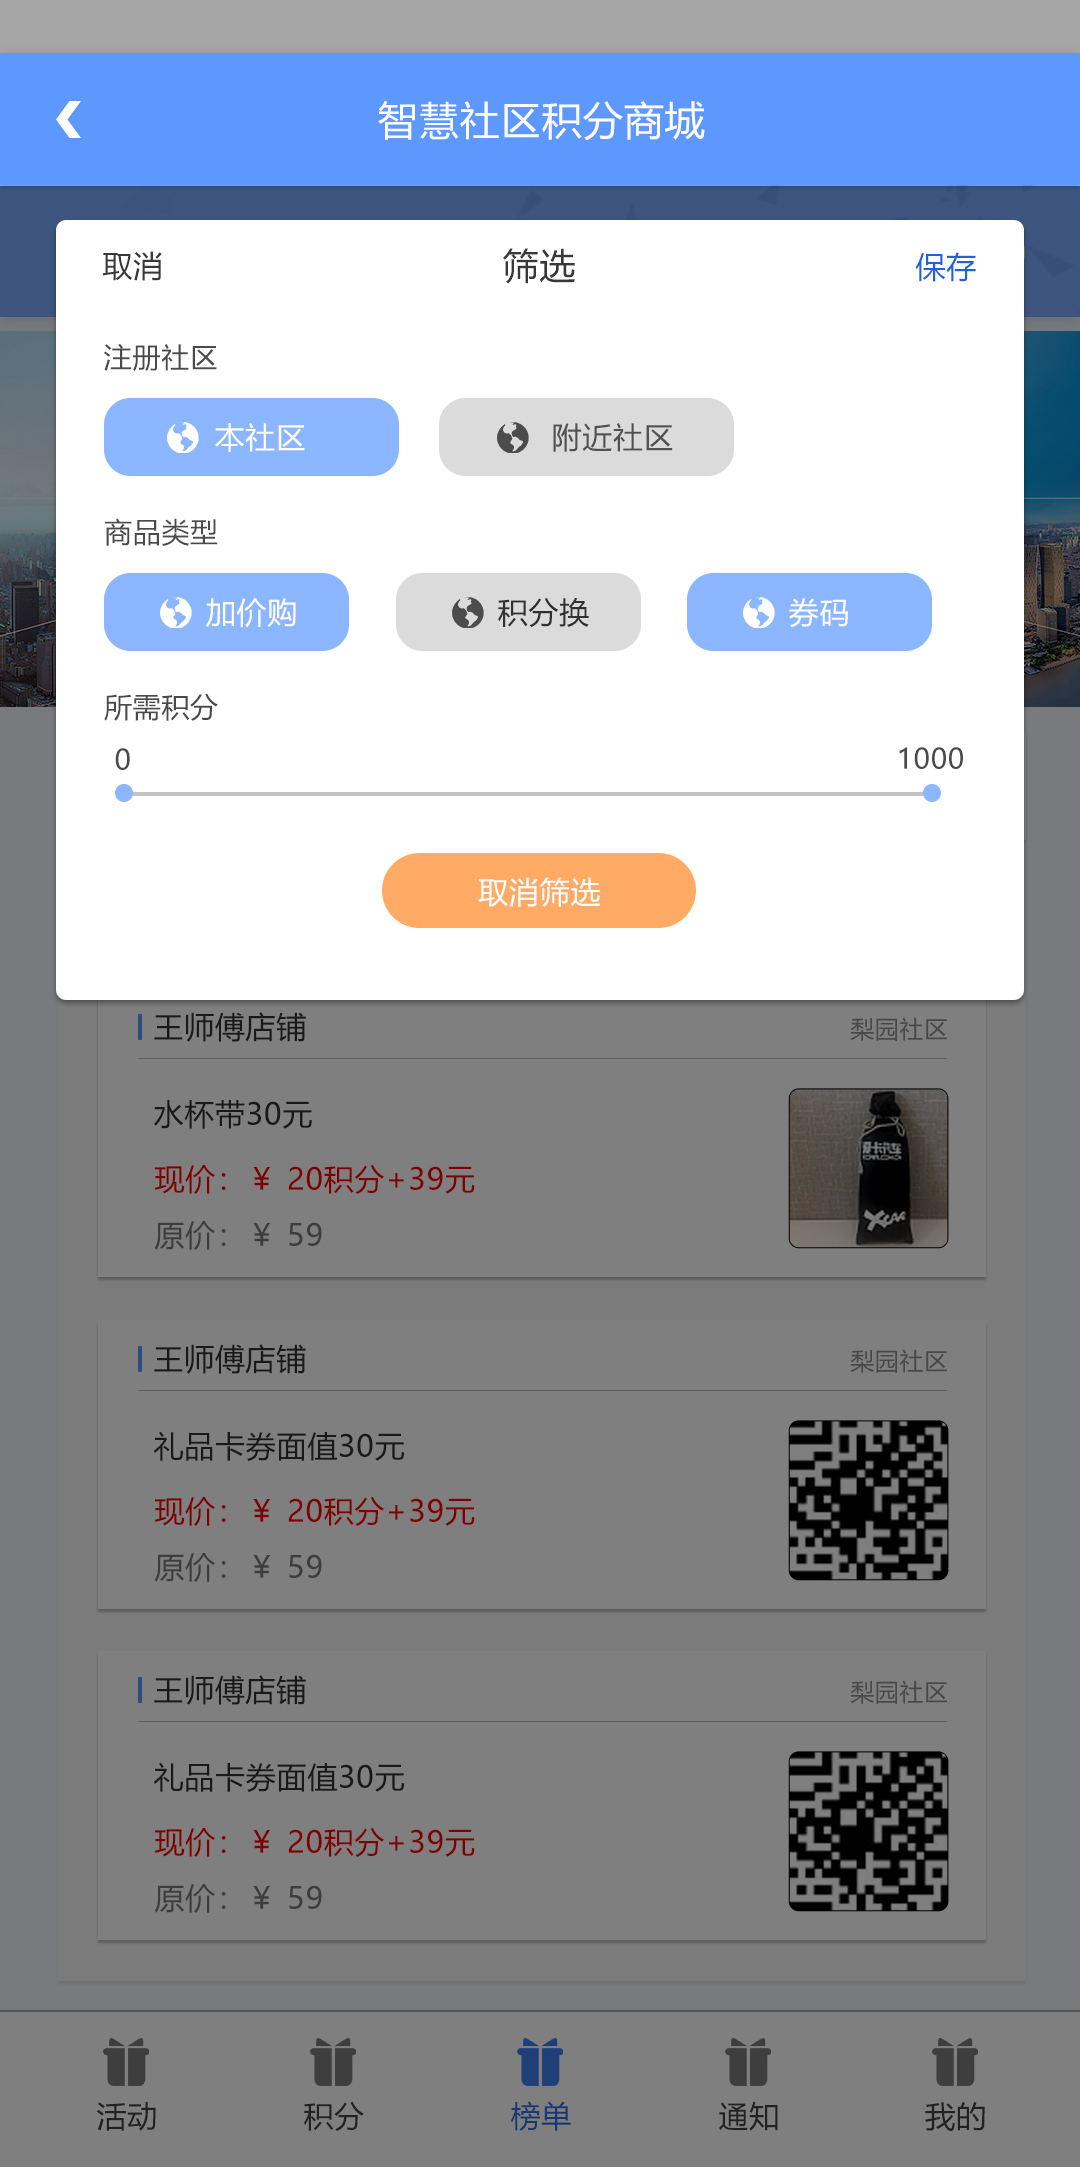 智慧社区积分商城
取消 筛选 保存
注册社区
本社区 附近社区
商品类型
加价购 积分换 券码
所需积分
0 1000
取消筛选
王师傅店铺 梨园社区
水杯带30元
现价：￥ 20积分+39元
原价：￥ 59
王师傅店铺 梨园社区
礼品卡券面值30元
现价：￥ 20积分+39元
原价：￥ 59
王师傅店铺 梨园社区
礼品卡券面值30元
现价：￥ 20积分+39元
原价：￥ 59
活动 积分 榜单 通知 我的